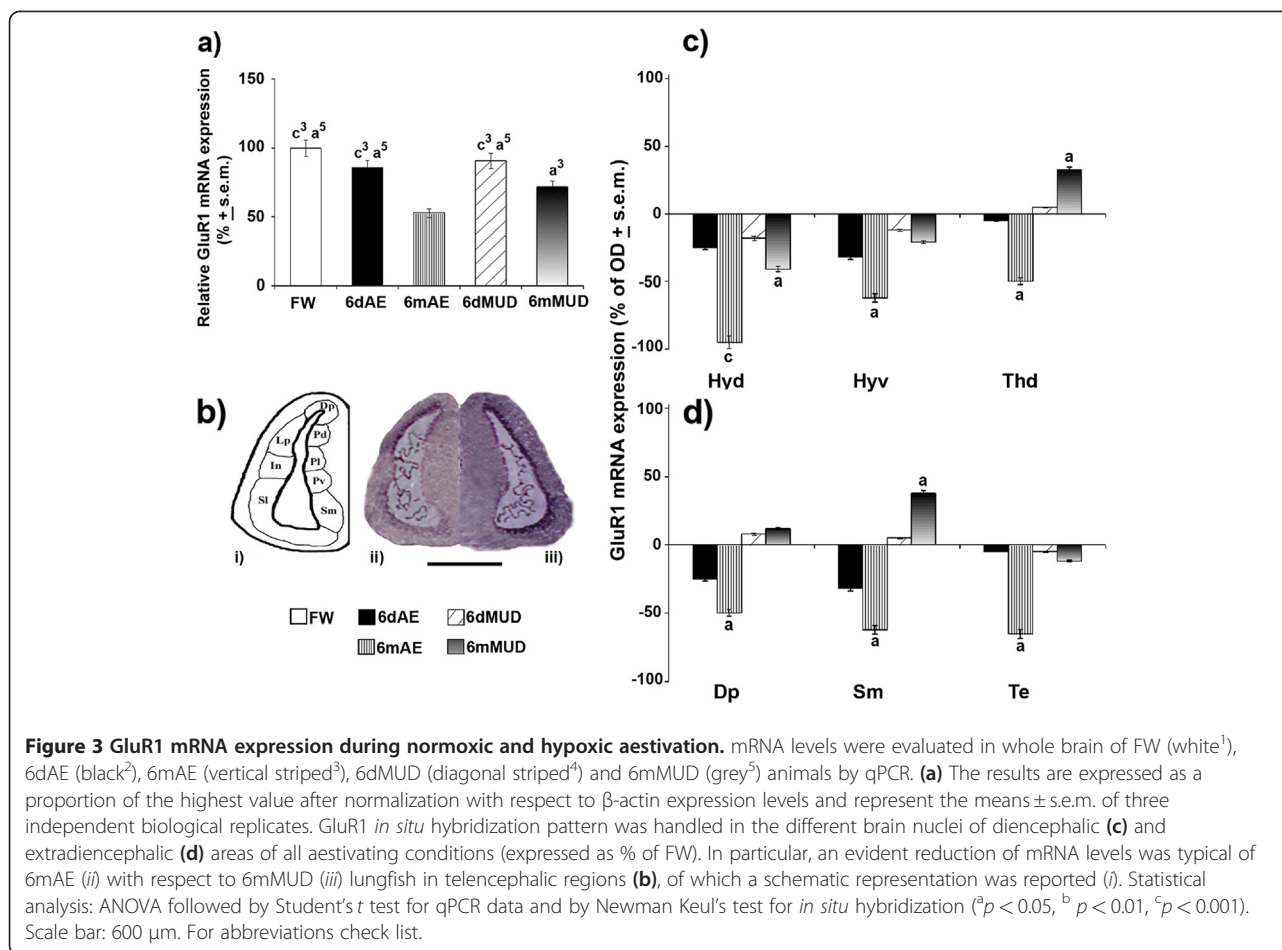 a)
Relative GluR1 mRNA expression
(% ± s.e.m.)
150
100
50
0
c³ a⁵
c³ a⁵
c³ a⁵
a³
FW 6dAE 6mAE 6dMUD 6mMUD
b)
Dp
Lp
Pd
In
Pl
Pv
Sl
Sm
i) ii) iii)
FW 6dAE 6dMUD
6mAE 6mMUD
c)
GluR1 mRNA expression (% of OD ± s.e.m.)
100
50
0
-50
-100
c
a
a
a
a
Hyd Hyv Thd
d)
100
50
0
-50
-100
a
a
a
a
Dp Sm Te
Figure 3 GluR1 mRNA expression during normoxic and hypoxic aestivation. mRNA levels were evaluated in whole brain of FW (white¹),
6dAE (black²), 6mAE (vertical striped³), 6dMUD (diagonal striped⁴) and 6mMUD (grey⁵) animals by qPCR. (a) The results are expressed as a
proportion of the highest value after normalization with respect to β-actin expression levels and represent the means ± s.e.m. of three
independent biological replicates. GluR1 in situ hybridization pattern was handled in the different brain nuclei of diencephalic (c) and
extradiencephalic (d) areas of all aestivating conditions (expressed as % of FW). In particular, an evident reduction of mRNA levels was typical of
6mAE (ii) with respect to 6mMUD (iii) lungfish in telencephalic regions (b), of which a schematic representation was reported (i). Statistical
analysis: ANOVA followed by Student's t test for qPCR data and by Newman Keul's test for in situ hybridization (ᵃp < 0.05, ᵇ p < 0.01, ᶜp < 0.001).
Scale bar: 600 μm. For abbreviations check list.